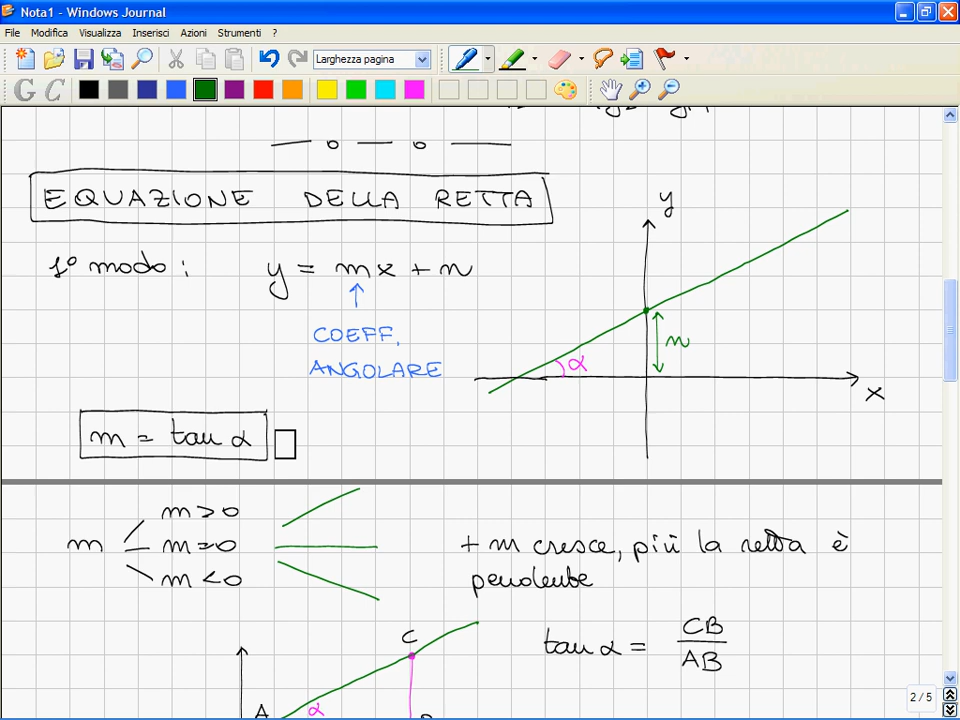 Nota1 - Windows Journal
File Modifica Visualizza Inserisci Azioni Strumenti ?
Larghezza pagina
G C
EQUAZIONE DELLA RETTA
1° modo : y = mx + n
COEFF.
ANGOLARE
y
n
α
x
m = tan α
m
m > 0
m = 0
m < 0
+ m cresce, più la retta è
pendente
tan α = CB
AB
C
A
α
2 / 5